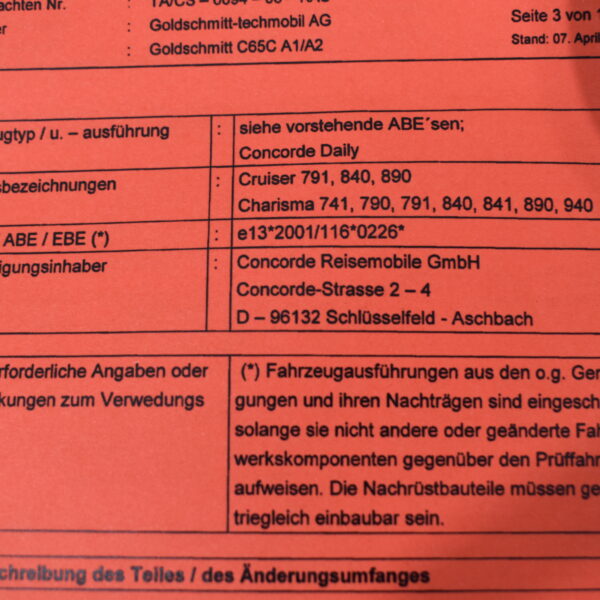 achten Nr. :
Goldschmitt-techmobil AG
: Goldschmitt C65C A1/A2
Seite 3 von 1
Stand: 07. April
ugtyp / u. – ausführung : siehe vorstehende ABE´sen;
Concorde Daily
sbezeichnungen : Cruiser 791, 840, 890
Charisma 741, 790, 791, 840, 841, 890, 940
ABE / EBE (*) : e13*2001/116*0226*
igungsinhaber : Concorde Reisemobile GmbH
Concorde-Strasse 2 – 4
D – 96132 Schlüsselfeld - Aschbach
rforderliche Angaben oder
kungen zum Verwedungs
(*) Fahrzeugausführungen aus den o.g. Ger
gungen und ihren Nachträgen sind eingesch
solange sie nicht andere oder geänderte Fah
werkskomponenten gegenüber den Prüffahr
aufweisen. Die Nachrüstbauteile müssen ge
triegleich einbaubar sein.
chreibung des Teiles / des Änderungsumfanges